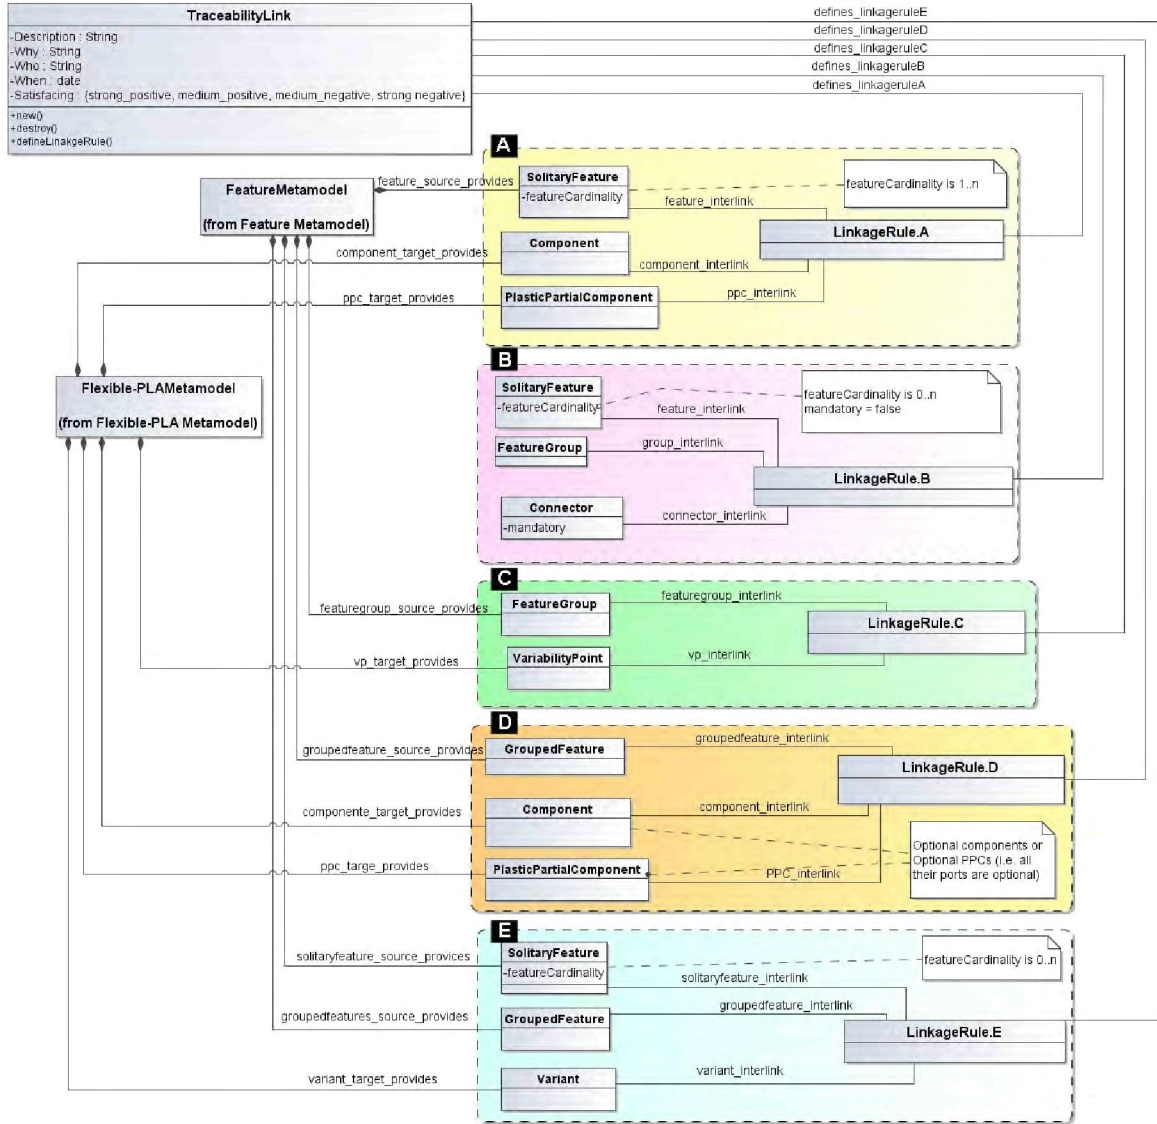 TraceabilityLink
-Description : String
-Why : String
-Who : String
-When : date
-Satisfacing : {strong_positive, medium_positive, medium_negative, strong negative}
+new()
+destroy()
+defineLinakgeRule()
defines_linkageruleE
defines_linkageruleD
defines_linkageruleC
defines_linkageruleB
defines_linkageruleA
FeatureMetamodel
(from Feature Metamodel)
feature_source_provides
component_target_provides
ppc_target_provides
A
SolitaryFeature
-featureCardinality
featureCardinality is 1..n
feature_interlink
LinkageRule.A
Component
component_interlink
PlasticPartialComponent
ppc_interlink
Flexible-PLAMetamodel
(from Flexible-PLA Metamodel)
B
SolitaryFeature
-featureCardinality
featureCardinality is 0..n
mandatory = false
feature_interlink
FeatureGroup
group_interlink
LinkageRule.B
Connector
-mandatory
connector_interlink
C
featuregroup_source_provides
FeatureGroup
featuregroup_interlink
LinkageRule.C
vp_target_provides
VariabilityPoint
vp_interlink
D
groupedfeature_source_provides
GroupedFeature
groupedfeature_interlink
LinkageRule.D
componente_target_provides
Component
component_interlink
Optional components or
Optional PPCs (i.e. all
their ports are optional)
ppc_targe_provides
PlasticPartialComponent
PPC_interlink
E
solitaryfeature_source_provices
SolitaryFeature
-featureCardinality
featureCardinality is 0..n
solitaryfeature_interlink
groupedfeatures_source_provides
GroupedFeature
groupedfeature_interlink
LinkageRule.E
variant_target_provides
Variant
variant_interlink